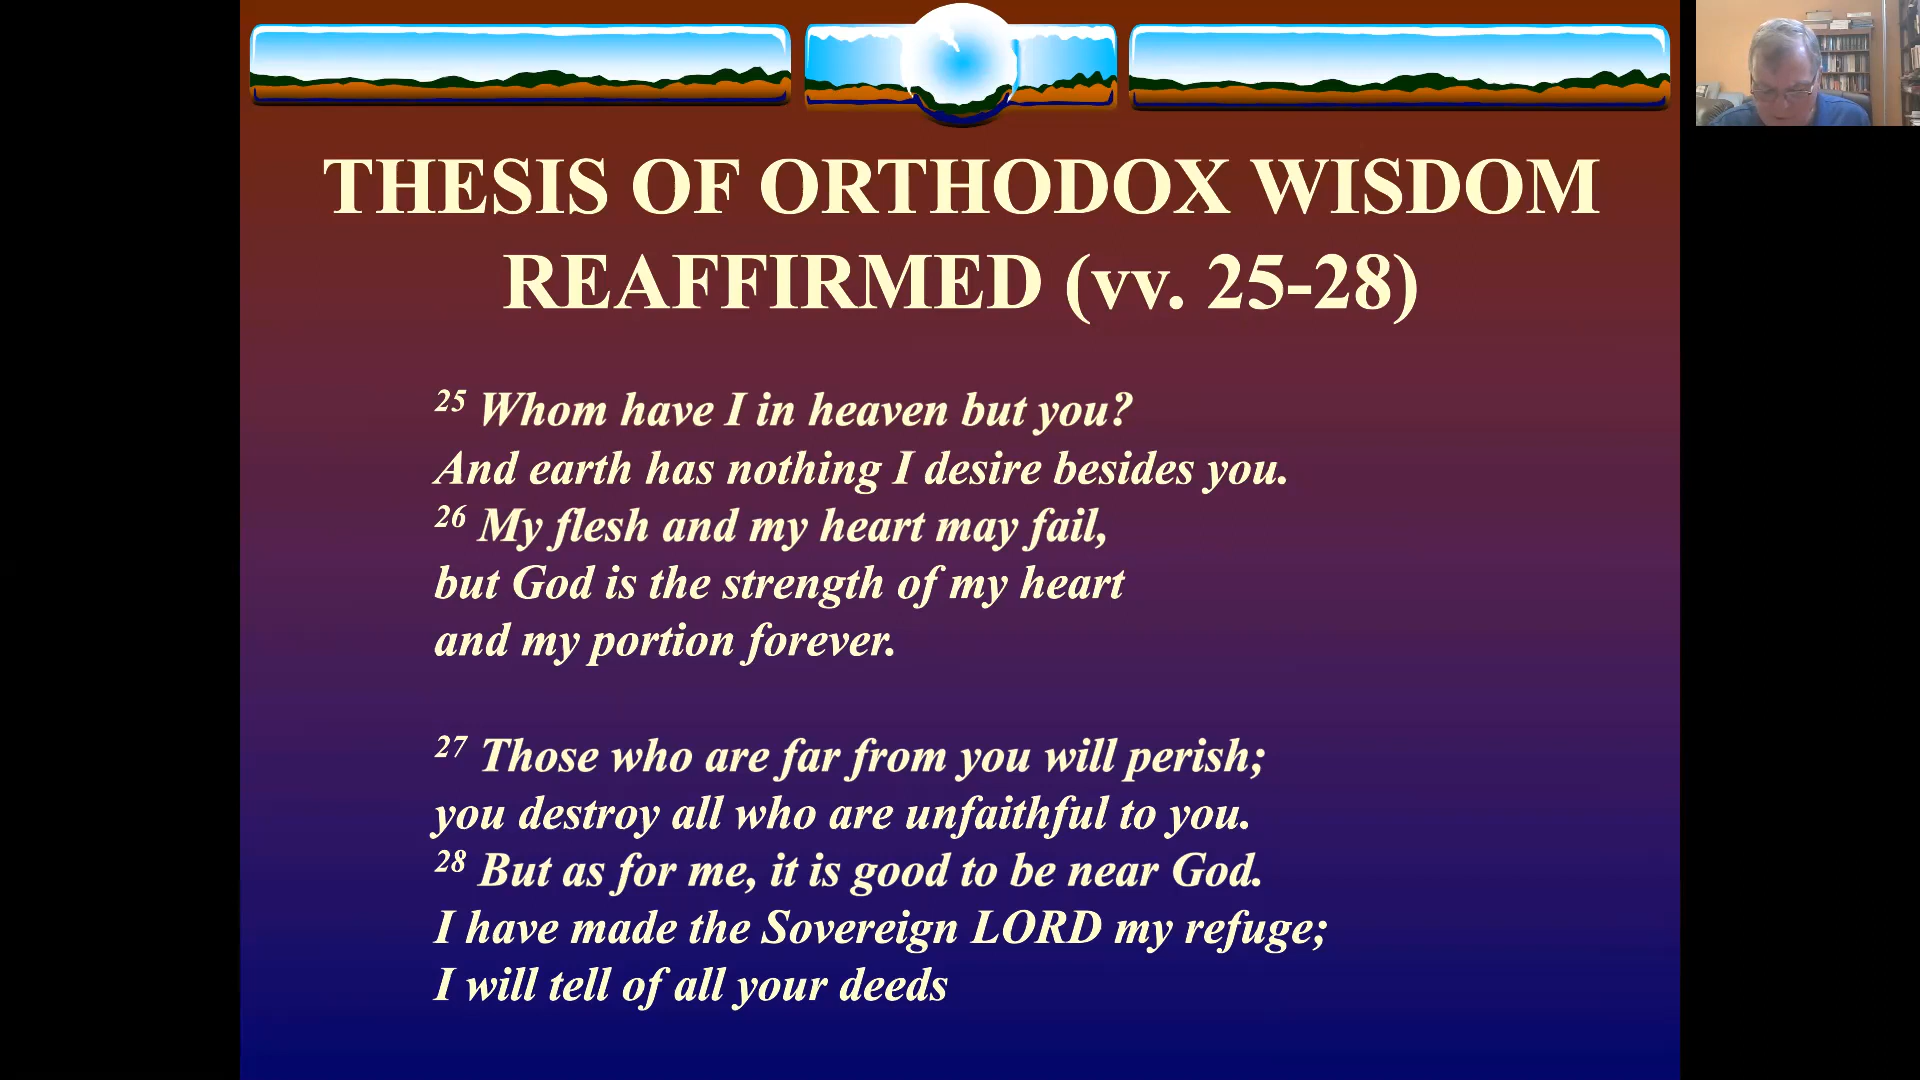 THESIS OF ORTHODOX WISDOM
REAFFIRMED (vv. 25-28)
25 Whom have I in heaven but you?
And earth has nothing I desire besides you.
26 My flesh and my heart may fail,
but God is the strength of my heart
and my portion forever.
27 Those who are far from you will perish;
you destroy all who are unfaithful to you.
28 But as for me, it is good to be near God.
I have made the Sovereign LORD my refuge;
I will tell of all your deeds